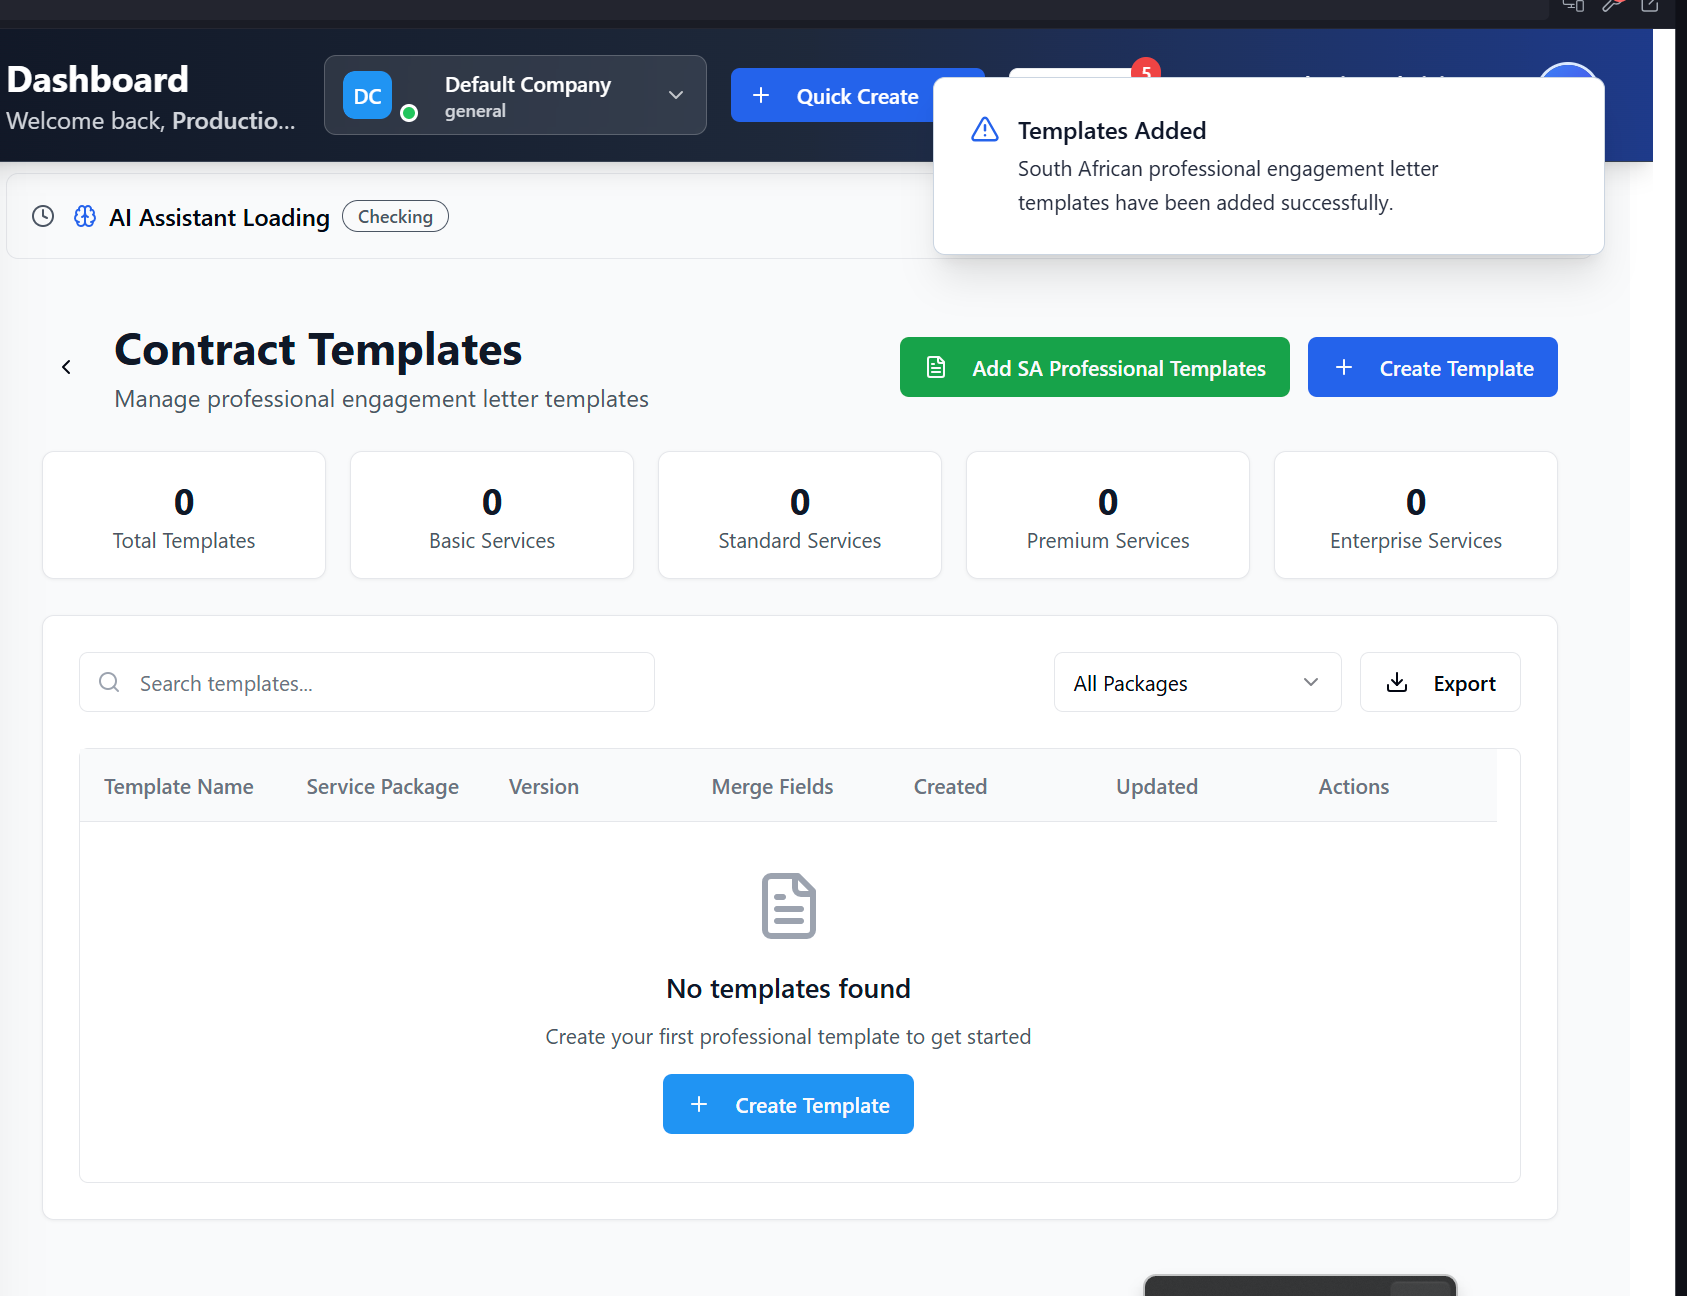 Dashboard
Welcome back, Productio...
DC
Default Company
general
Quick Create
5
Templates Added
South African professional engagement letter
templates have been added successfully.
AI Assistant Loading
Checking
Contract Templates
Manage professional engagement letter templates
Add SA Professional Templates
Create Template
0
Total Templates
0
Basic Services
0
Standard Services
0
Premium Services
0
Enterprise Services
Search templates...
All Packages
Export
Template Name Service Package Version Merge Fields Created Updated Actions
No templates found
Create your first professional template to get started
Create Template